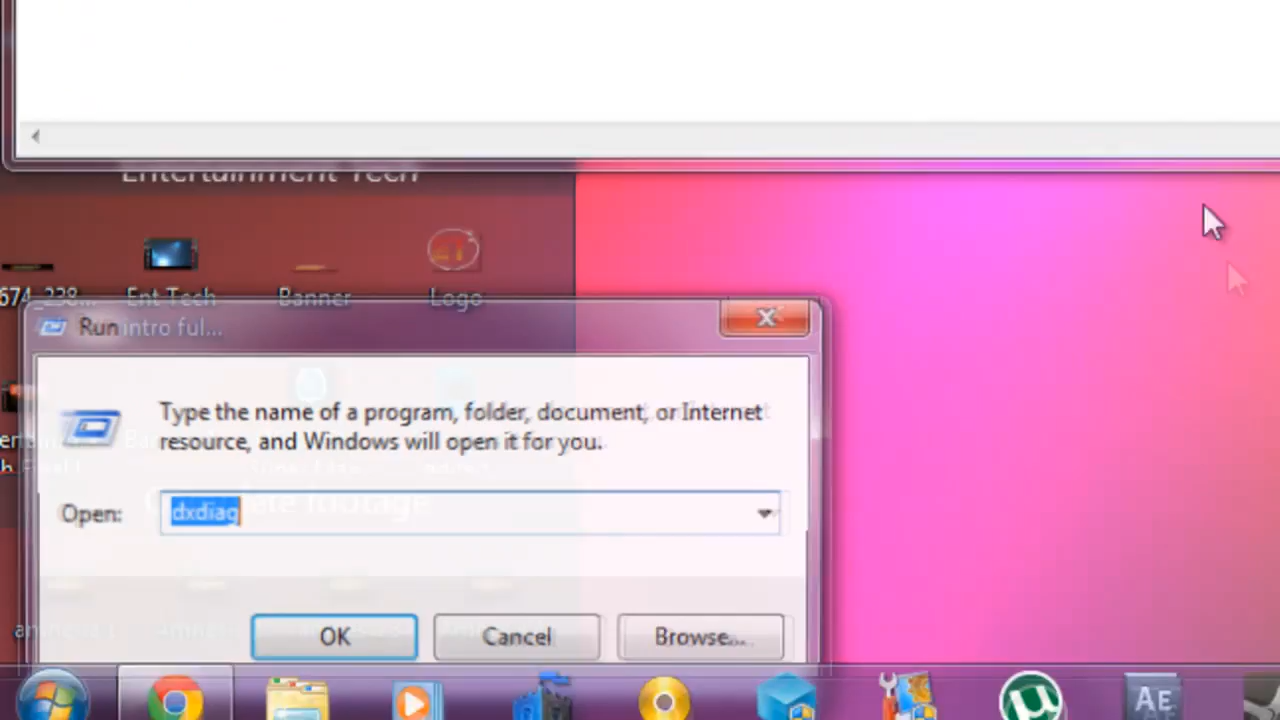 Entertainment Tech
674_238...
Ent Tech
Banner
Logo
Run
intro ful...
Type the name of a program, folder, document, or Internet
resource, and Windows will open it for you.
Open:
dxdiag
OK
Cancel
Browse...
AE